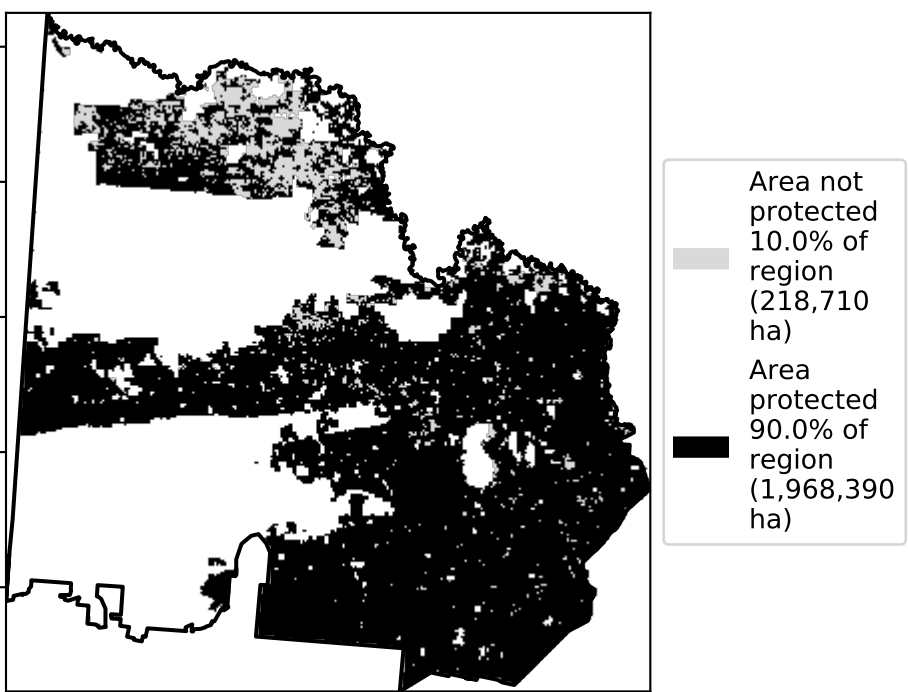 Area not
protected
10.0% of
region
(218,710
ha)
Area
protected
90.0% of
region
(1,968,390
ha)